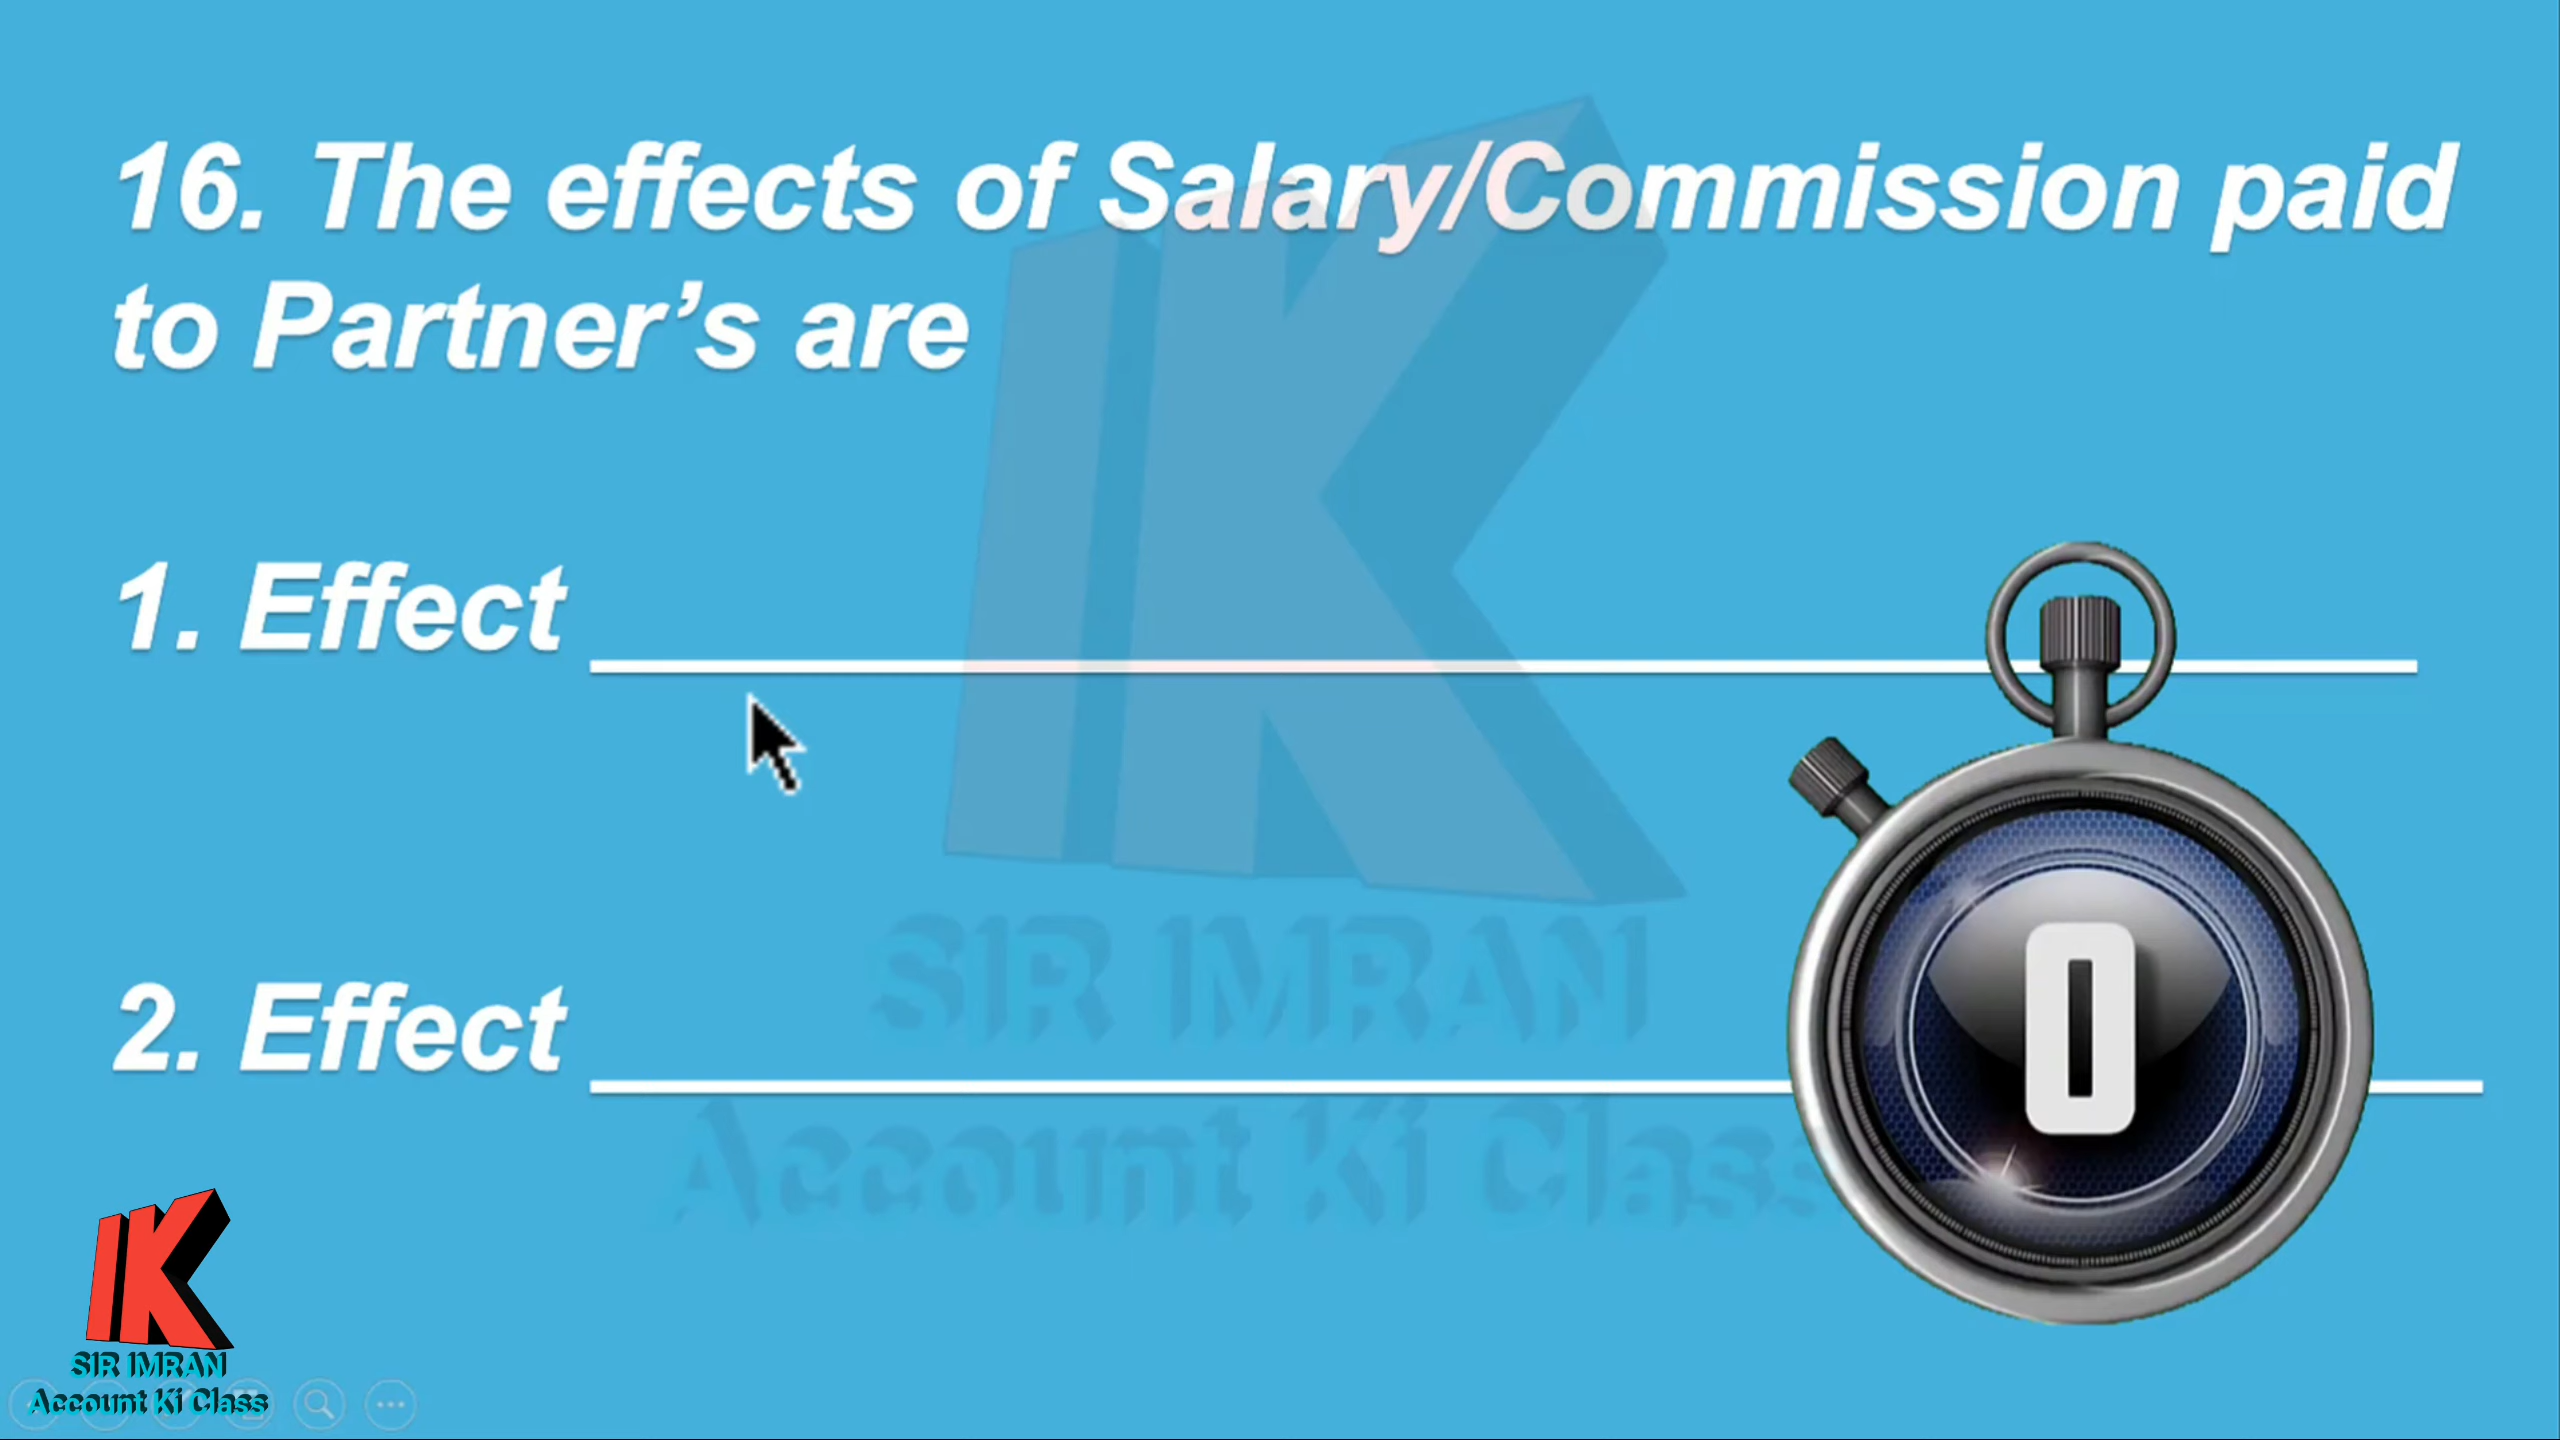 16. The effects of Salary/Commission paid
to Partner’s are
1. Effect
2. Effect
0
SIR IMRAN
Account Ki Class
SIR IMRAN
Account Ki Class